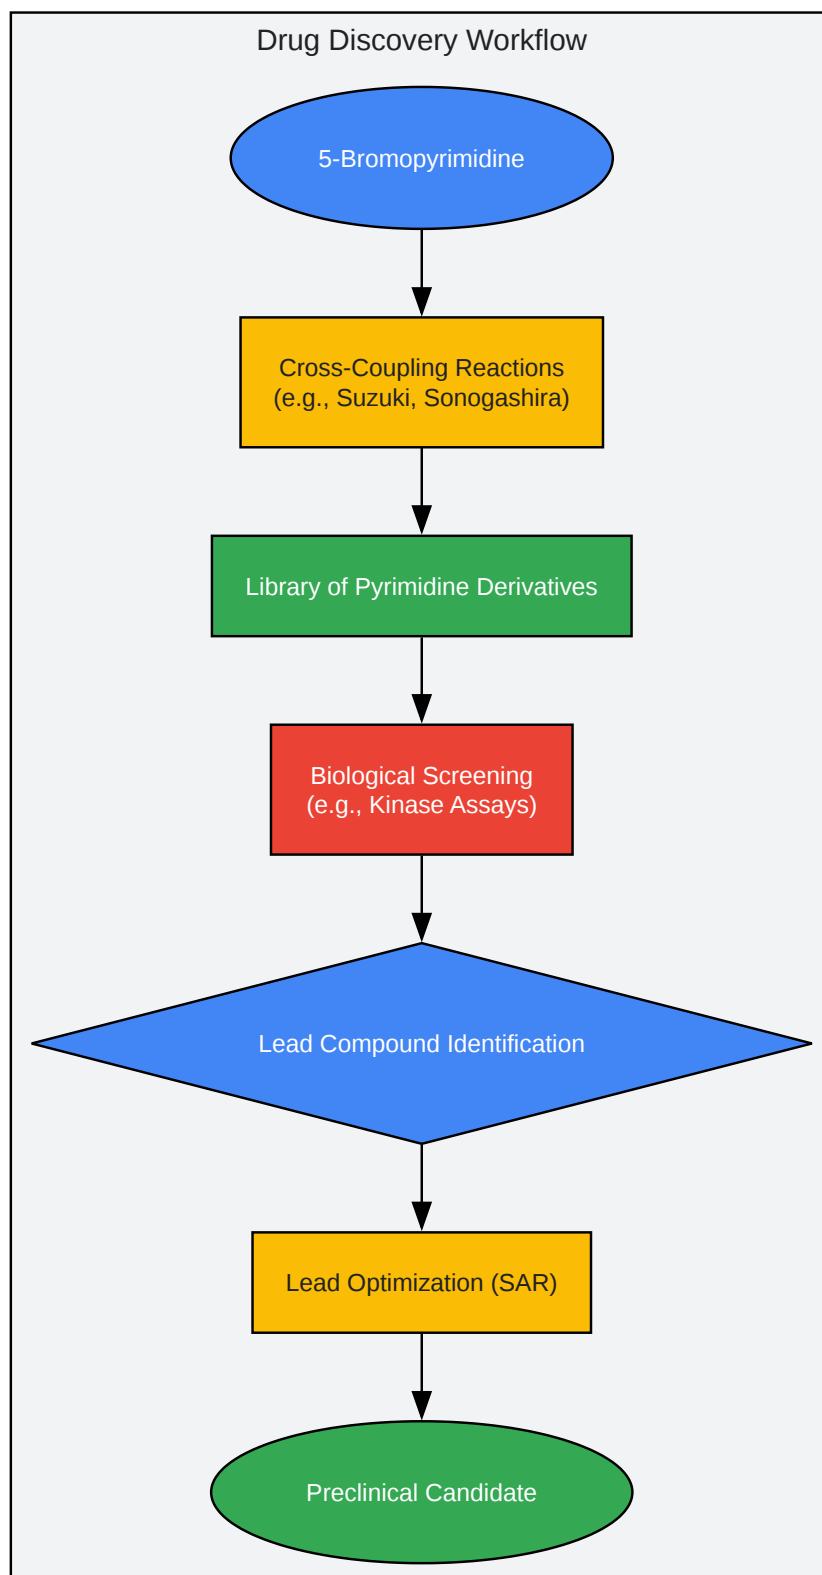 Drug Discovery Workflow
5-Bromopyrimidine
Cross-Coupling Reactions
(e.g., Suzuki, Sonogashira)
Library of Pyrimidine Derivatives
Biological Screening
(e.g., Kinase Assays)
Lead Compound Identification
Lead Optimization (SAR)
Preclinical Candidate